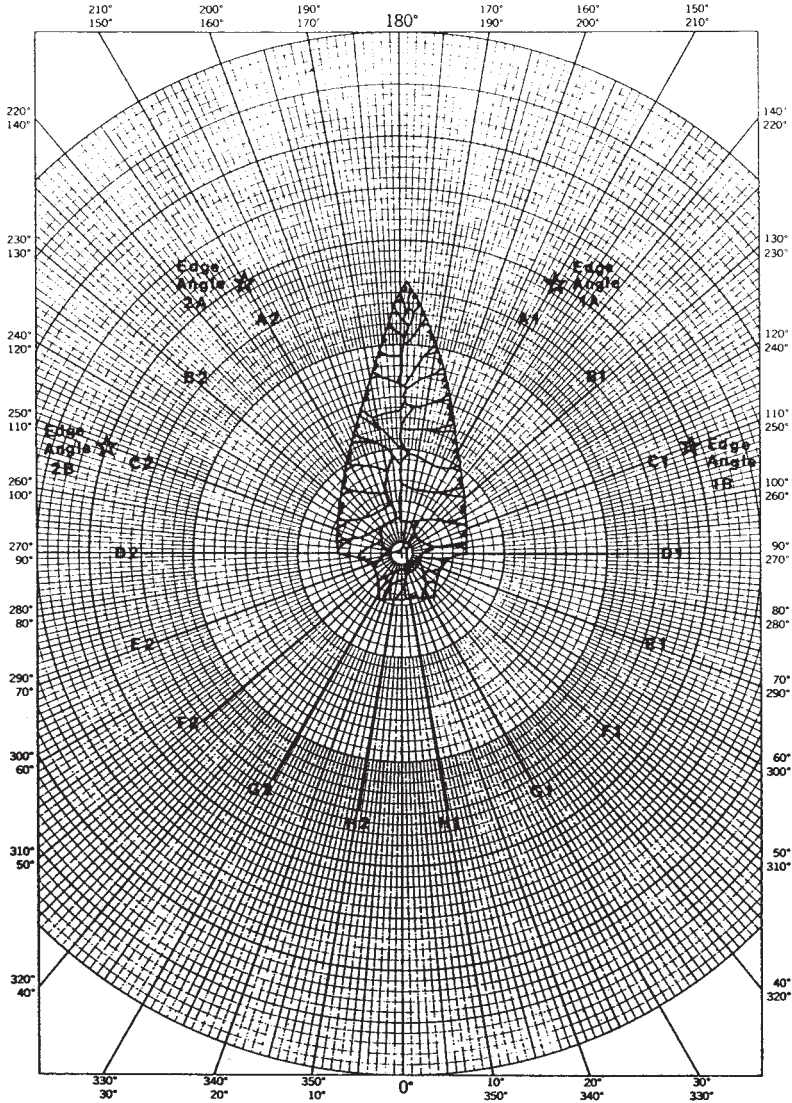 210° 200° 190° 180° 170° 160° 150°
150° 160° 170° 190° 200° 210°
220°
140°
140°
220°
230°
130°
130°
230°
Edge
Angle
2A
Edge
Angle
1A
A2
A1
240°
120°
120°
240°
B2
B1
250°
110°
110°
250°
Edge
Angle
2B
Edge
Angle
1B
C2
C1
260°
100°
100°
260°
270°
90°
D2
D1
90°
270°
280°
80°
80°
280°
E2
E1
290°
70°
70°
290°
F2
F1
300°
60°
60°
300°
G2
G1
H2
H1
310°
50°
50°
310°
320°
40°
40°
320°
330° 340° 350° 0° 10° 20° 30°
30° 20° 10° 350° 340° 330°